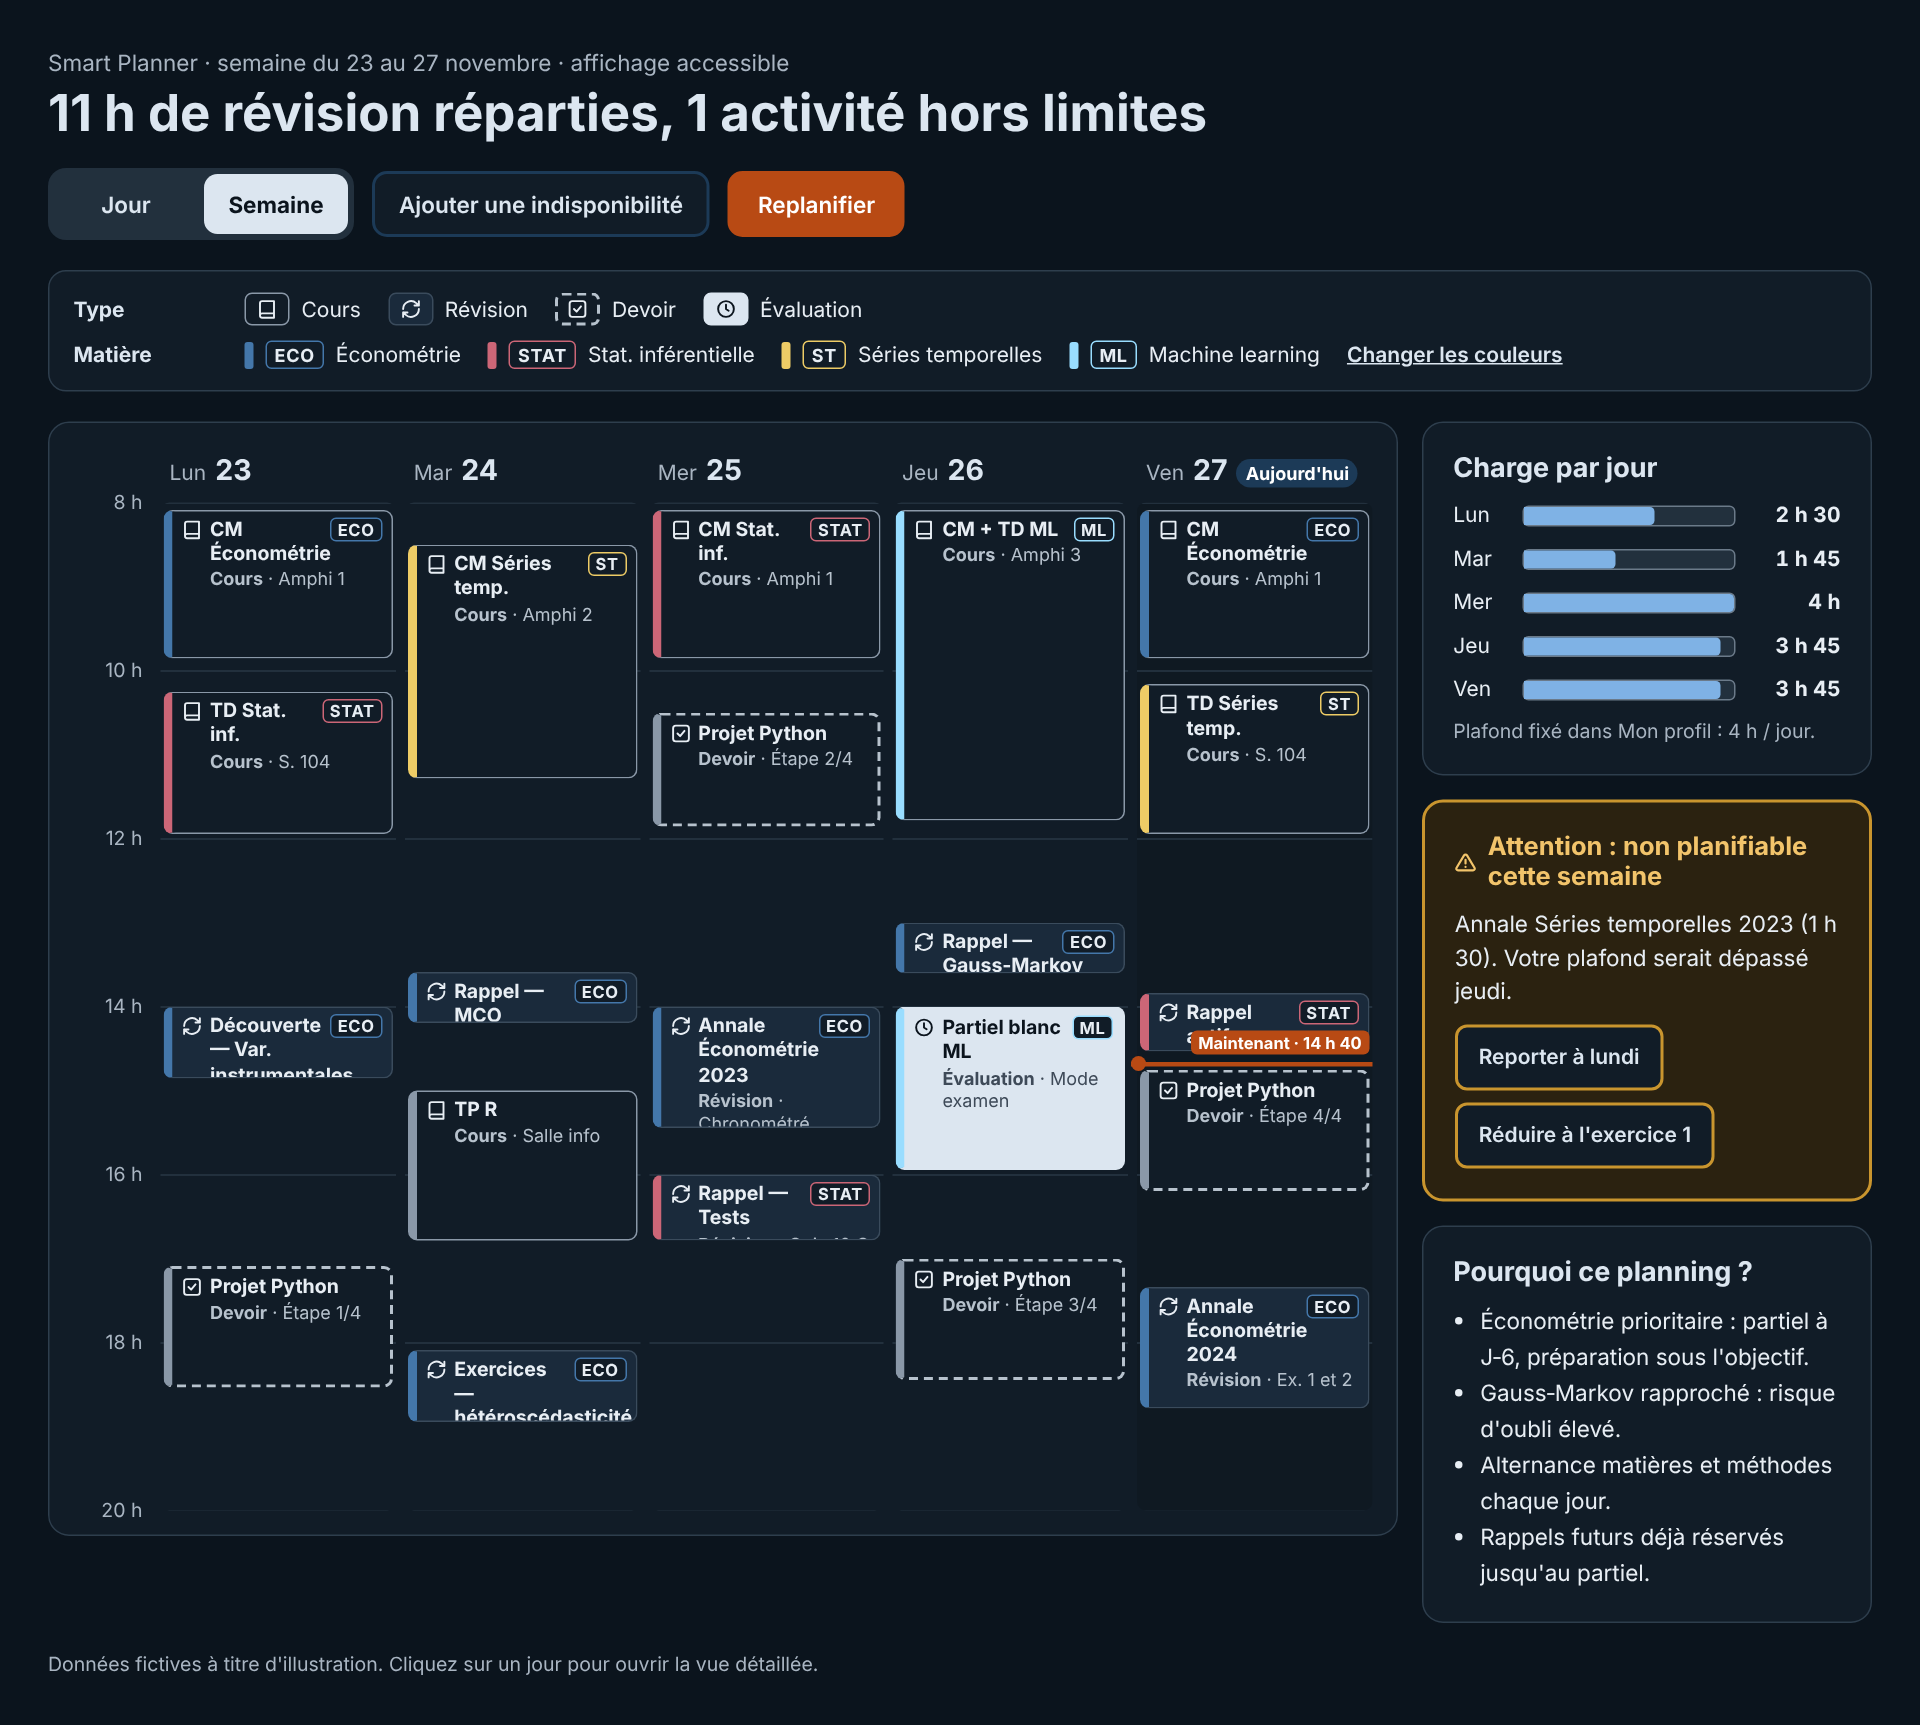 Smart Planner · semaine du 23 au 27 novembre · affichage accessible
11 h de révision réparties, 1 activité hors limites
Jour
Semaine
Ajouter une indisponibilité
Replanifier
Type
Cours
Révision
Devoir
Évaluation
Matière
ECO Économétrie
STAT Stat. inférentielle
ST Séries temporelles
ML Machine learning
Changer les couleurs
Lun 23
Mar 24
Mer 25
Jeu 26
Ven 27 Aujourd'hui
8 h
10 h
12 h
14 h
16 h
18 h
20 h
CM ECO
Économétrie
Cours · Amphi 1
TD Stat. STAT
inf.
Cours · S. 104
Découverte ECO
— Var.
instrumentales
Projet Python
Devoir · Étape 1/4
CM Séries ST
temp.
Cours · Amphi 2
Rappel — ECO
MCO
TP R
Cours · Salle info
Exercices ECO
—
hétéroscédasticité
CM Stat. STAT
inf.
Cours · Amphi 1
Projet Python
Devoir · Étape 2/4
Annale ECO
Économétrie
2023
Révision ·
Chronométré
Rappel — STAT
Tests
CM + TD ML ML
Cours · Amphi 3
Rappel — ECO
Gauss-Markov
Partiel blanc ML
ML
Évaluation · Mode
examen
Projet Python
Devoir · Étape 3/4
CM ECO
Économétrie
Cours · Amphi 1
TD Séries ST
temp.
Cours · S. 104
Rappel STAT
Maintenant · 14 h 40
Projet Python
Devoir · Étape 4/4
Annale ECO
Économétrie
2024
Révision · Ex. 1 et 2
Charge par jour
Lun 2 h 30
Mar 1 h 45
Mer 4 h
Jeu 3 h 45
Ven 3 h 45
Plafond fixé dans Mon profil : 4 h / jour.
Attention : non planifiable
cette semaine
Annale Séries temporelles 2023 (1 h
30). Votre plafond serait dépassé
jeudi.
Reporter à lundi
Réduire à l'exercice 1
Pourquoi ce planning ?
• Économétrie prioritaire : partiel à
J-6, préparation sous l'objectif.
• Gauss-Markov rapproché : risque
d'oubli élevé.
• Alternance matières et méthodes
chaque jour.
• Rappels futurs déjà réservés
jusqu'au partiel.
Données fictives à titre d'illustration. Cliquez sur un jour pour ouvrir la vue détaillée.